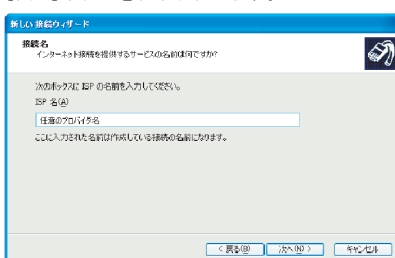 新しい接続ウィザード
接続名
インターネット接続を提供するサービスの名前は何ですか?
次のボックスに ISP の名前を入力してください。
ISP 名(A)
任意のプロバイダ名
ここに入力された名前は作成している接続の名前になります。
< 戻る(B)
次へ(N) >
キャンセル